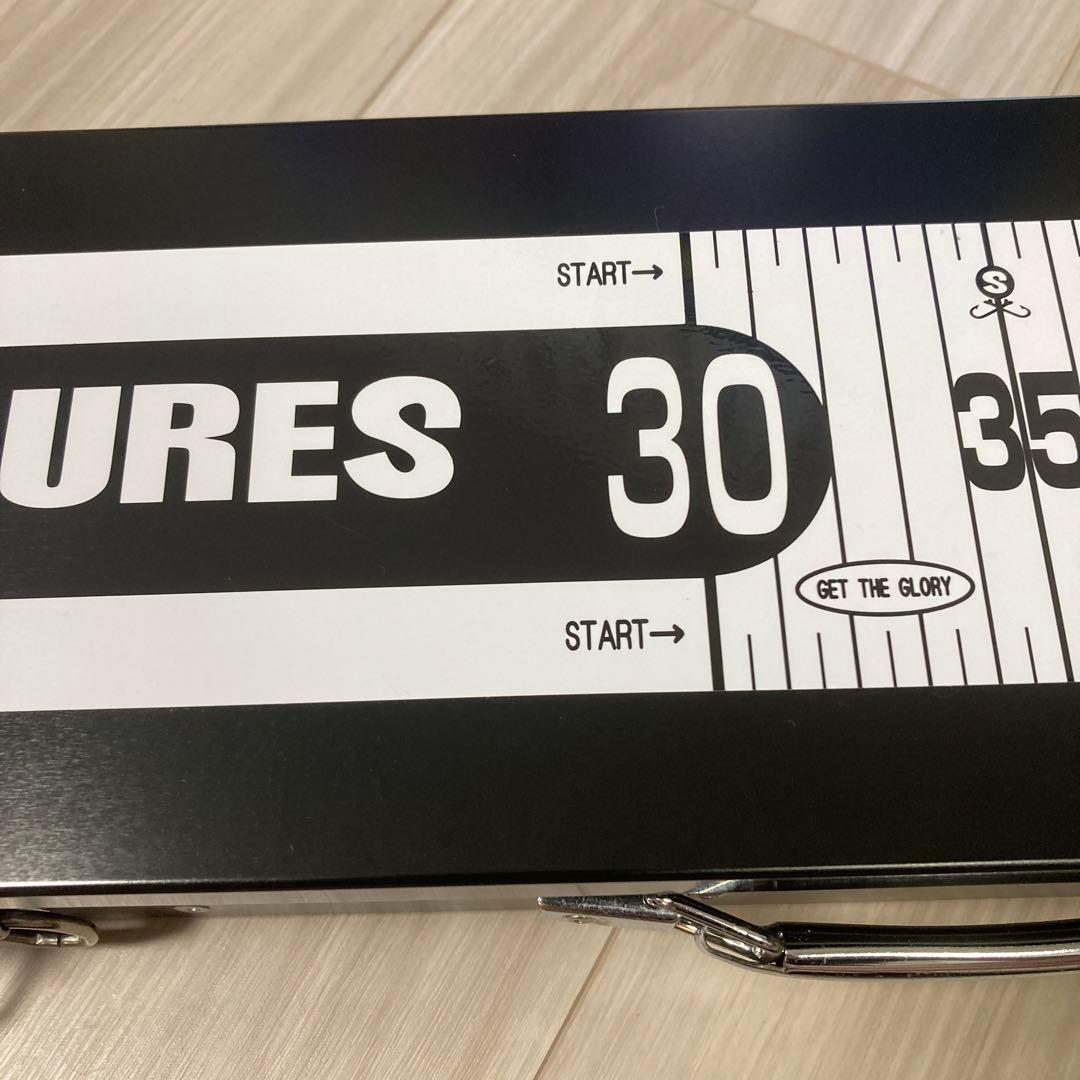 START→
S
URES 30 35
GET THE GLORY
START→